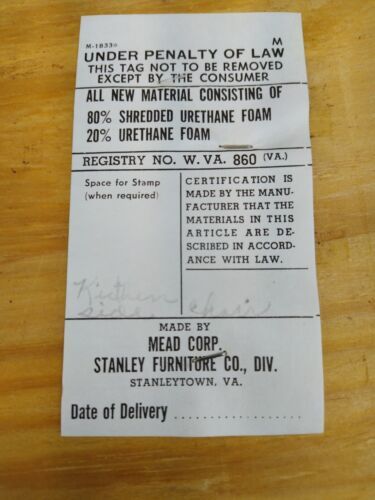 M-1833® M
UNDER PENALTY OF LAW
THIS TAG NOT TO BE REMOVED
EXCEPT BY THE CONSUMER
ALL NEW MATERIAL CONSISTING OF
80% SHREDDED URETHANE FOAM
20% URETHANE FOAM
REGISTRY NO. W. VA. 860 (VA.)
Space for Stamp
(when required)
CERTIFICATION IS
MADE BY THE MANU-
FACTURER THAT THE
MATERIALS IN THIS
ARTICLE ARE DE-
SCRIBED IN ACCORD-
ANCE WITH LAW.
Kitchen
side chair
MADE BY
MEAD CORP.
STANLEY FURNITURE CO., DIV.
STANLEYTOWN, VA.
Date of Delivery ..................